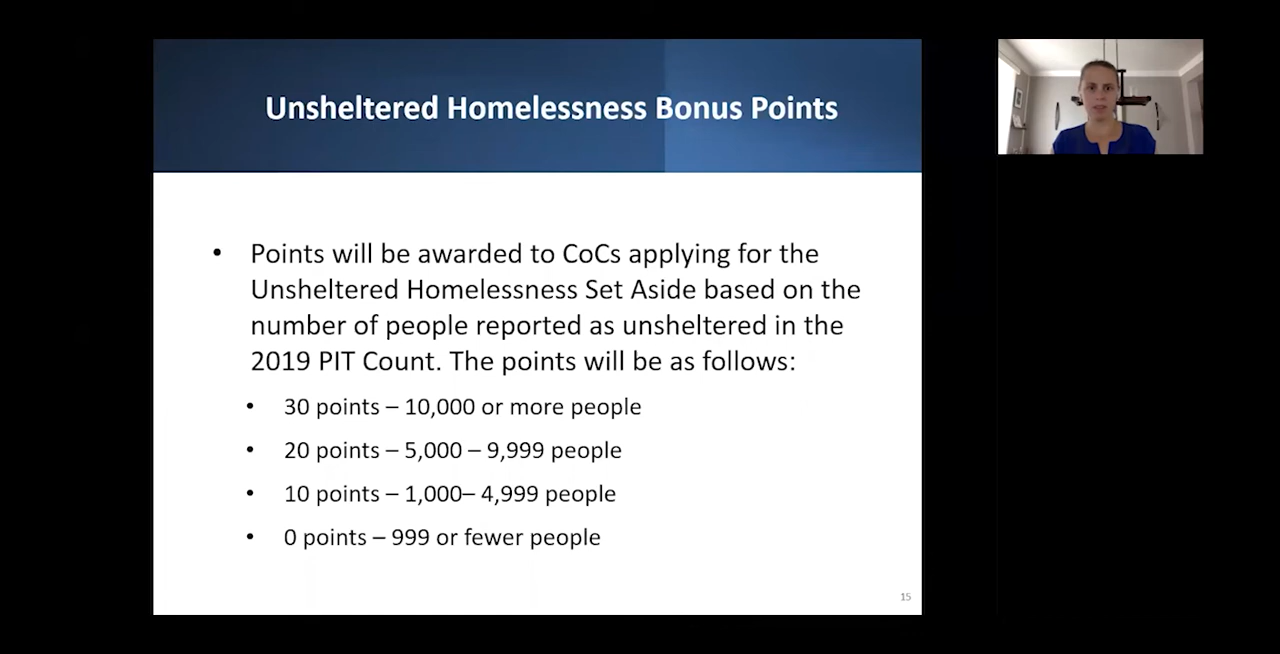 Unsheltered Homelessness Bonus Points
• Points will be awarded to CoCs applying for the
Unsheltered Homelessness Set Aside based on the
number of people reported as unsheltered in the
2019 PIT Count. The points will be as follows:
• 30 points – 10,000 or more people
• 20 points – 5,000 – 9,999 people
• 10 points – 1,000– 4,999 people
• 0 points – 999 or fewer people
15